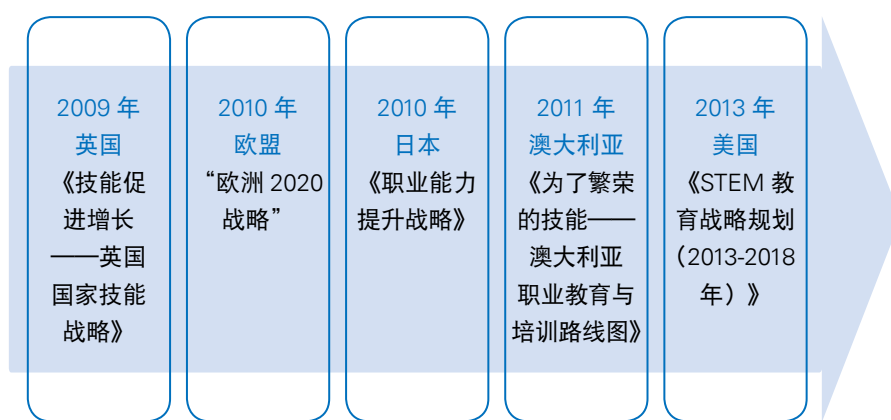 2009 年
英国
《技能促
进增长
——英国
国家技能
战略》
2010 年
欧盟
“欧洲 2020
战略”
2010 年
日本
《职业能力
提升战略》
2011 年
澳大利亚
《为了繁荣
的技能——
澳大利亚
职业教育与
培训路线图》
2013 年
美国
《STEM 教
育战略规划
（2013-2018
年）》